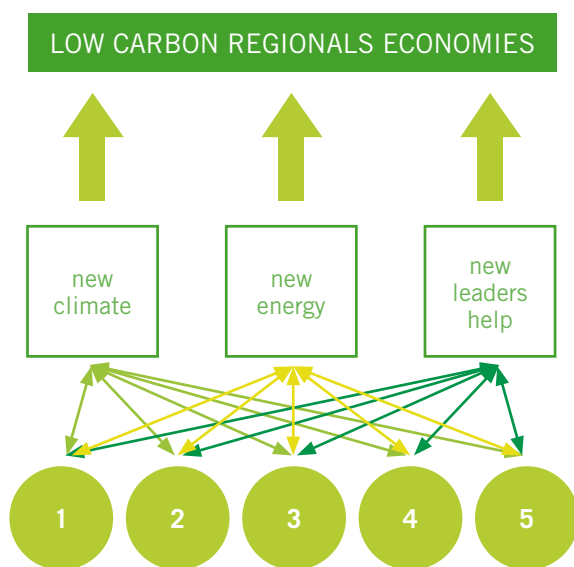 LOW CARBON REGIONALS ECONOMIES
new
climate
new
energy
new
leaders
help
1
2
3
4
5